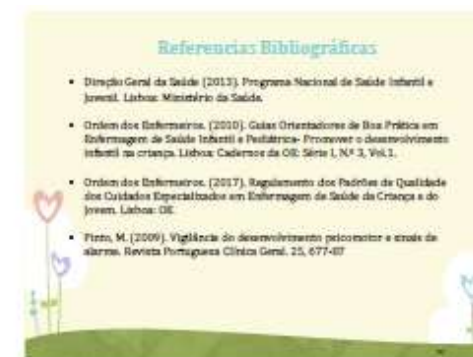 Referencias Bibliográficas
• Direção Geral da Saúde (2013). Programa Nacional de Saúde Infantil e
Juvenil. Lisboa: Ministério da Saúde.
• Ordem dos Enfermeiros. (2010). Guias Orientadores de Boa Prática em
Enfermagem de Saúde Infantil e Pediátrica- Promover o desenvolvimento
infantil na criança. Lisboa: Cadernos da OE: Série I, N.º 3, Vol.1.
• Ordem dos Enfermeiros. (2017). Regulamento dos Padrões de Qualidade
dos Cuidados Especializados em Enfermagem de Saúde da Criança e do
Jovem. Lisboa: OE.
• Pinto, M. (2009). Vigilância do desenvolvimento psicomotor e sinais de
alarme. Revista Portuguesa Clínica Geral. 25, 677-87